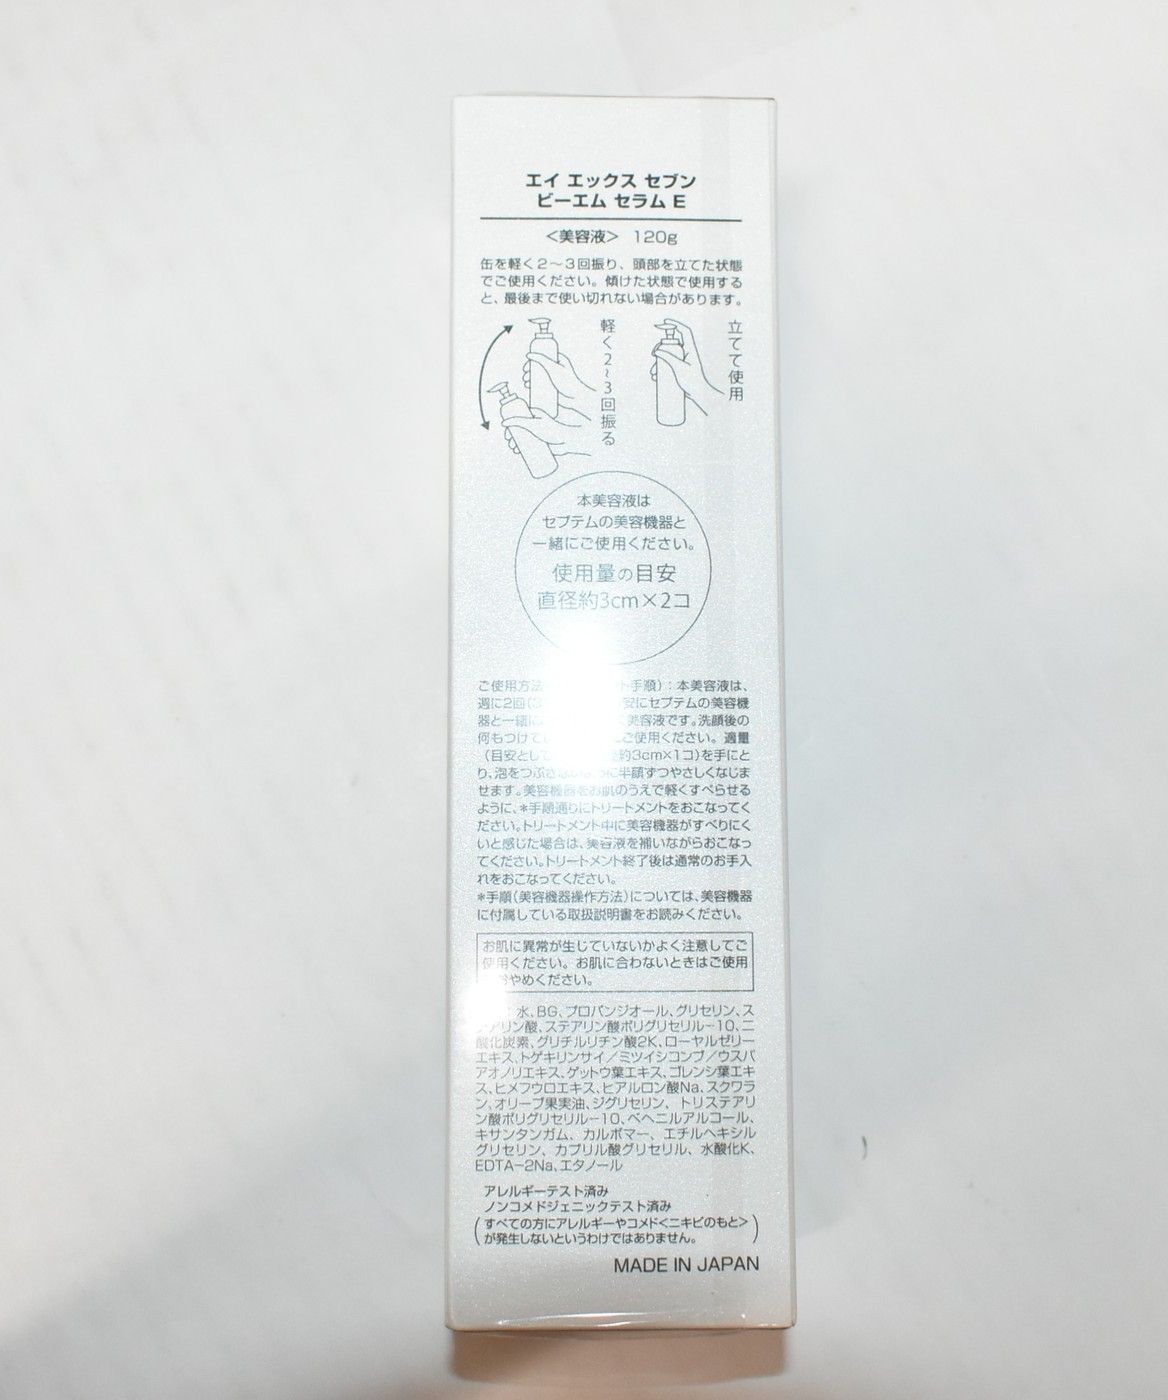 エイ エックス セブン
ビーエム セラム E
＜美容液＞ 120g
缶を軽く2〜3回振り、頭部を立てた状態
でご使用ください。傾けた状態で使用する
と、最後まで使い切れない場合があります。
軽く2〜3回振る
立てて使用
本美容液は
セプテムの美容機器と
一緒にご使用ください。
使用量の目安
直径約3cm×2コ
ご使用方法 ト手順）：本美容液は、
週に2回 安にセプテムの美容機
器と一緒に 美容液です。洗顔後の
何もつけて ご使用ください。適量
（目安として 約3cm×1コ）を手にと
り、泡をつぶさ に半顔ずつやさしくなじま
せます。美容機器をお肌のうえで軽くすべらせる
ように、＊手順通りにトリートメントをおこなってく
ださい。トリートメント中に美容機器がすべりにく
いと感じた場合は、美容液を補いながらおこなっ
てください。トリートメント終了後は通常のお手入
れをおこなってください。
＊手順（美容機器操作方法）については、美容機器
に付属している取扱説明書をお読みください。
お肌に異常が生じていないかよく注意してご
使用ください。お肌に合わないときはご使用
おやめください。
水、BG、プロパンジオール、グリセリン、ス
テアリン酸、ステアリン酸ポリグリセリル-10、二
酸化炭素、グリチルリチン酸2K、ローヤルゼリー
エキス、トゲキリンサイ／ミツイシコンブ／ウスバ
アオノリエキス、ゲットウ葉エキス、ゴレンシ葉エキ
ス、ヒメフウロエキス、ヒアルロン酸Na、スクワラ
ン、オリーブ果実油、ジグリセリン、トリステアリ
ン酸ポリグリセリル-10、ベヘニルアルコール、
キサンタンガム、カルボマー、エチルヘキシル
グリセリン、カプリル酸グリセリル、水酸化K、
EDTA-2Na、エタノール
アレルギーテスト済み
ノンコメドジェニックテスト済み
（すべての方にアレルギーやコメド＜ニキビのもと＞
が発生しないというわけではありません。）
MADE IN JAPAN